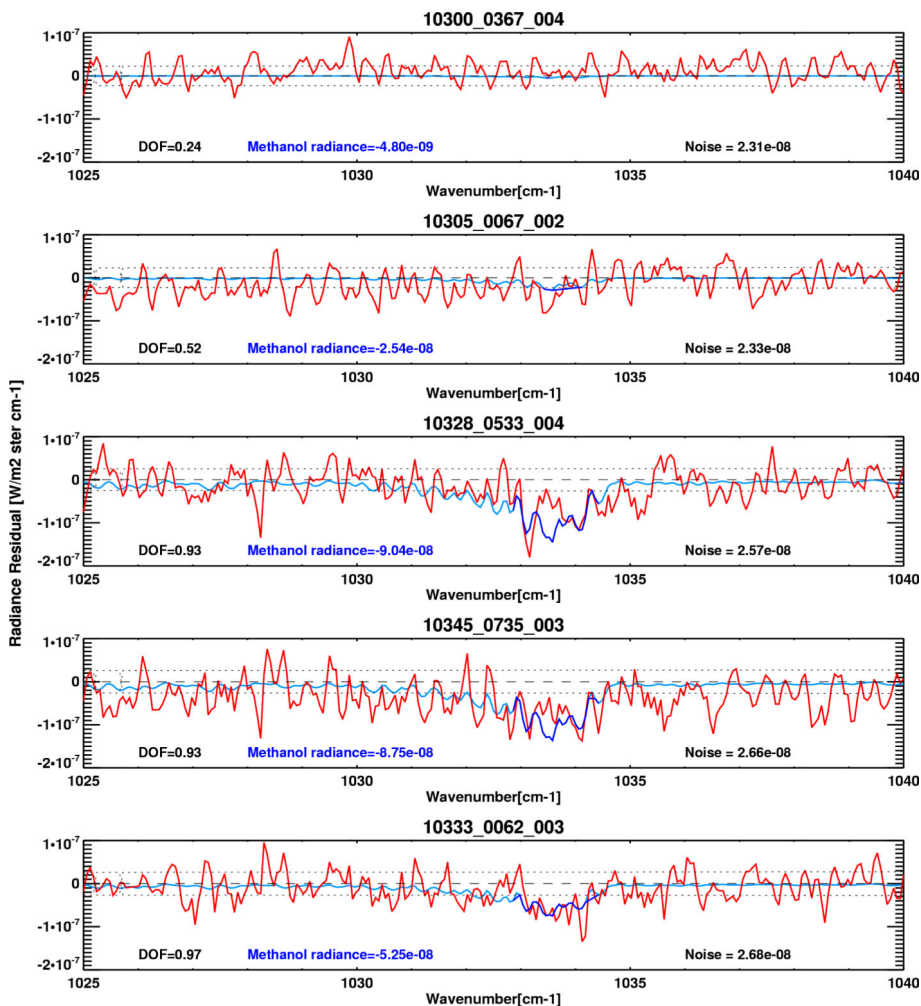 10300_0367_004
1•10⁻⁷
0
-1•10⁻⁷
-2•10⁻⁷
DOF=0.24 Methanol radiance=-4.80e-09 Noise = 2.31e-08
1025 1030 1035 1040
Wavenumber[cm-1]
10305_0067_002
1•10⁻⁷
0
-1•10⁻⁷
-2•10⁻⁷
DOF=0.52 Methanol radiance=-2.54e-08 Noise = 2.33e-08
1025 1030 1035 1040
Wavenumber[cm-1]
Radiance Residual [W/m2 ster cm-1]
10328_0533_004
1•10⁻⁷
0
-1•10⁻⁷
-2•10⁻⁷
DOF=0.93 Methanol radiance=-9.04e-08 Noise = 2.57e-08
1025 1030 1035 1040
Wavenumber[cm-1]
10345_0735_003
1•10⁻⁷
0
-1•10⁻⁷
-2•10⁻⁷
DOF=0.93 Methanol radiance=-8.75e-08 Noise = 2.66e-08
1025 1030 1035 1040
Wavenumber[cm-1]
10333_0062_003
1•10⁻⁷
0
-1•10⁻⁷
-2•10⁻⁷
DOF=0.97 Methanol radiance=-5.25e-08 Noise = 2.68e-08
1025 1030 1035 1040
Wavenumber[cm-1]